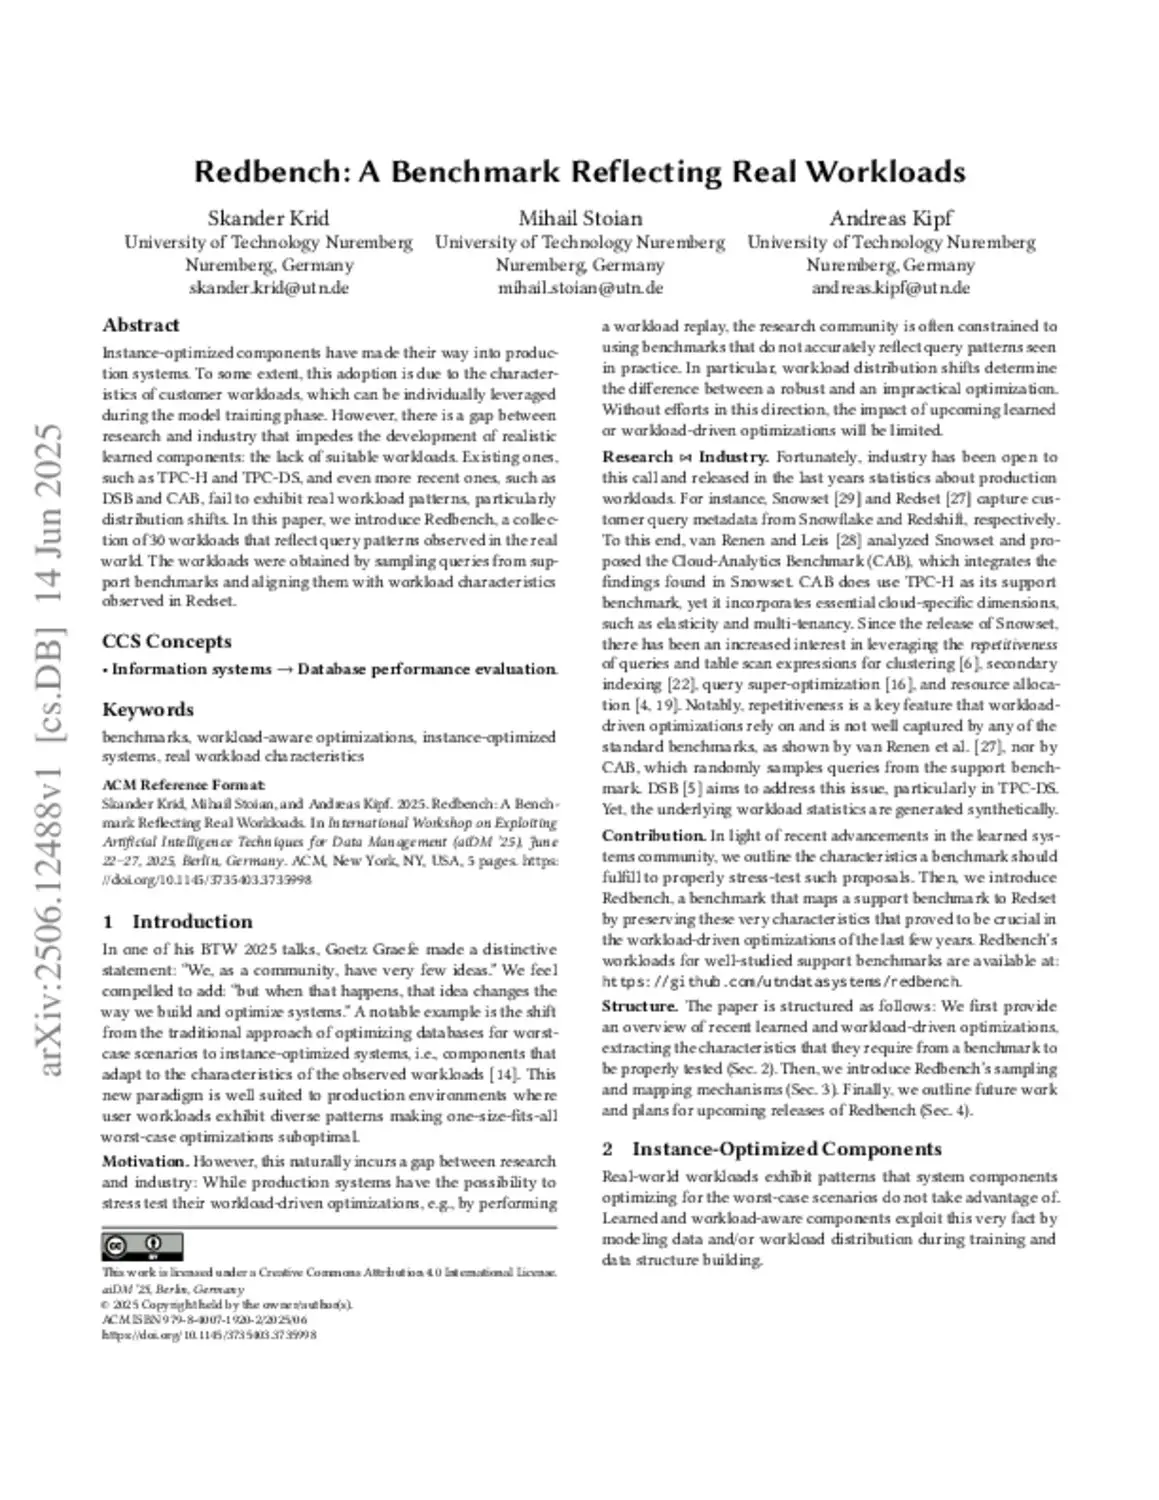 Redbench: A Benchmark Reflecting Real Workloads
Skander Krid
University of Technology Nuremberg
Nuremberg, Germany
skander.krid@utn.de
Mihail Stoian
University of Technology Nuremberg
Nuremberg, Germany
mihail.stoian@utn.de
Andreas Kipf
University of Technology Nuremberg
Nuremberg, Germany
andreas.kipf@utn.de
arXiv:2506.12488v1 [cs.DB] 14 Jun 2025
Abstract
Instance-optimized components have made their way into produc-
tion systems. To some extent, this adoption is due to the character-
istics of customer workloads, which can be individually leveraged
during the model training phase. However, there is a gap between
research and industry that impedes the development of realistic
learned components: the lack of suitable workloads. Existing ones,
such as TPC-H and TPC-DS, and even more recent ones, such as
DSB and CAB, fail to exhibit real workload patterns, particularly
distribution shifts. In this paper, we introduce Redbench, a collec-
tion of 30 workloads that reflect query patterns observed in the real
world. The workloads were obtained by sampling queries from sup-
port benchmarks and aligning them with workload characteristics
observed in Redset.
CCS Concepts
• Information systems → Database performance evaluation.
Keywords
benchmarks, workload-aware optimizations, instance-optimized
systems, real workload characteristics
ACM Reference Format:
Skander Krid, Mihail Stoian, and Andreas Kipf. 2025. Redbench: A Bench-
mark Reflecting Real Workloads. In International Workshop on Exploiting
Artificial Intelligence Techniques for Data Management (aiDM '25), June
22–27, 2025, Berlin, Germany. ACM, New York, NY, USA, 5 pages. https:
//doi.org/10.1145/3735403.3735998
1 Introduction
In one of his BTW 2025 talks, Goetz Graefe made a distinctive
statement: "We, as a community, have very few ideas." We feel
compelled to add: "but when that happens, that idea changes the
way we build and optimize systems." A notable example is the shift
from the traditional approach of optimizing databases for worst-
case scenarios to instance-optimized systems, i.e., components that
adapt to the characteristics of the observed workloads [14]. This
new paradigm is well suited to production environments where
user workloads exhibit diverse patterns making one-size-fits-all
worst-case optimizations suboptimal.
Motivation. However, this naturally incurs a gap between research
and industry: While production systems have the possibility to
stress test their workload-driven optimizations, e.g., by performing
BY
This work is licensed under a Creative Commons Attribution 4.0 International License.
aiDM '25, Berlin, Germany
© 2025 Copyright held by the owner/author(s).
ACM ISBN 979-8-4007-1920-2/2025/06
https://doi.org/10.1145/3735403.3735998
a workload replay, the research community is often constrained to
using benchmarks that do not accurately reflect query patterns seen
in practice. In particular, workload distribution shifts determine
the difference between a robust and an impractical optimization.
Without efforts in this direction, the impact of upcoming learned
or workload-driven optimizations will be limited.
Research ⋈ Industry. Fortunately, industry has been open to
this call and released in the last years statistics about production
workloads. For instance, Snowset [29] and Redset [27] capture cus-
tomer query metadata from Snowflake and Redshift, respectively.
To this end, van Renen and Leis [28] analyzed Snowset and pro-
posed the Cloud-Analytics Benchmark (CAB), which integrates the
findings found in Snowset. CAB does use TPC-H as its support
benchmark, yet it incorporates essential cloud-specific dimensions,
such as elasticity and multi-tenancy. Since the release of Snowset,
there has been an increased interest in leveraging the repetitiveness
of queries and table scan expressions for clustering [6], secondary
indexing [22], query super-optimization [16], and resource alloca-
tion [4, 19]. Notably, repetitiveness is a key feature that workload-
driven optimizations rely on and is not well captured by any of the
standard benchmarks, as shown by van Renen et al. [27], nor by
CAB, which randomly samples queries from the support bench-
mark. DSB [5] aims to address this issue, particularly in TPC-DS.
Yet, the underlying workload statistics are generated synthetically.
Contribution. In light of recent advancements in the learned sys-
tems community, we outline the characteristics a benchmark should
fulfill to properly stress-test such proposals. Then, we introduce
Redbench, a benchmark that maps a support benchmark to Redset
by preserving these very characteristics that proved to be crucial in
the workload-driven optimizations of the last few years. Redbench's
workloads for well-studied support benchmarks are available at:
https://github.com/utndatasystems/redbench.
Structure. The paper is structured as follows: We first provide
an overview of recent learned and workload-driven optimizations,
extracting the characteristics that they require from a benchmark to
be properly tested (Sec. 2). Then, we introduce Redbench's sampling
and mapping mechanisms (Sec. 3). Finally, we outline future work
and plans for upcoming releases of Redbench (Sec. 4).
2 Instance-Optimized Components
Real-world workloads exhibit patterns that system components
optimizing for the worst-case scenarios do not take advantage of.
Learned and workload-aware components exploit this very fact by
modeling data and/or workload distribution during training and
data structure building.